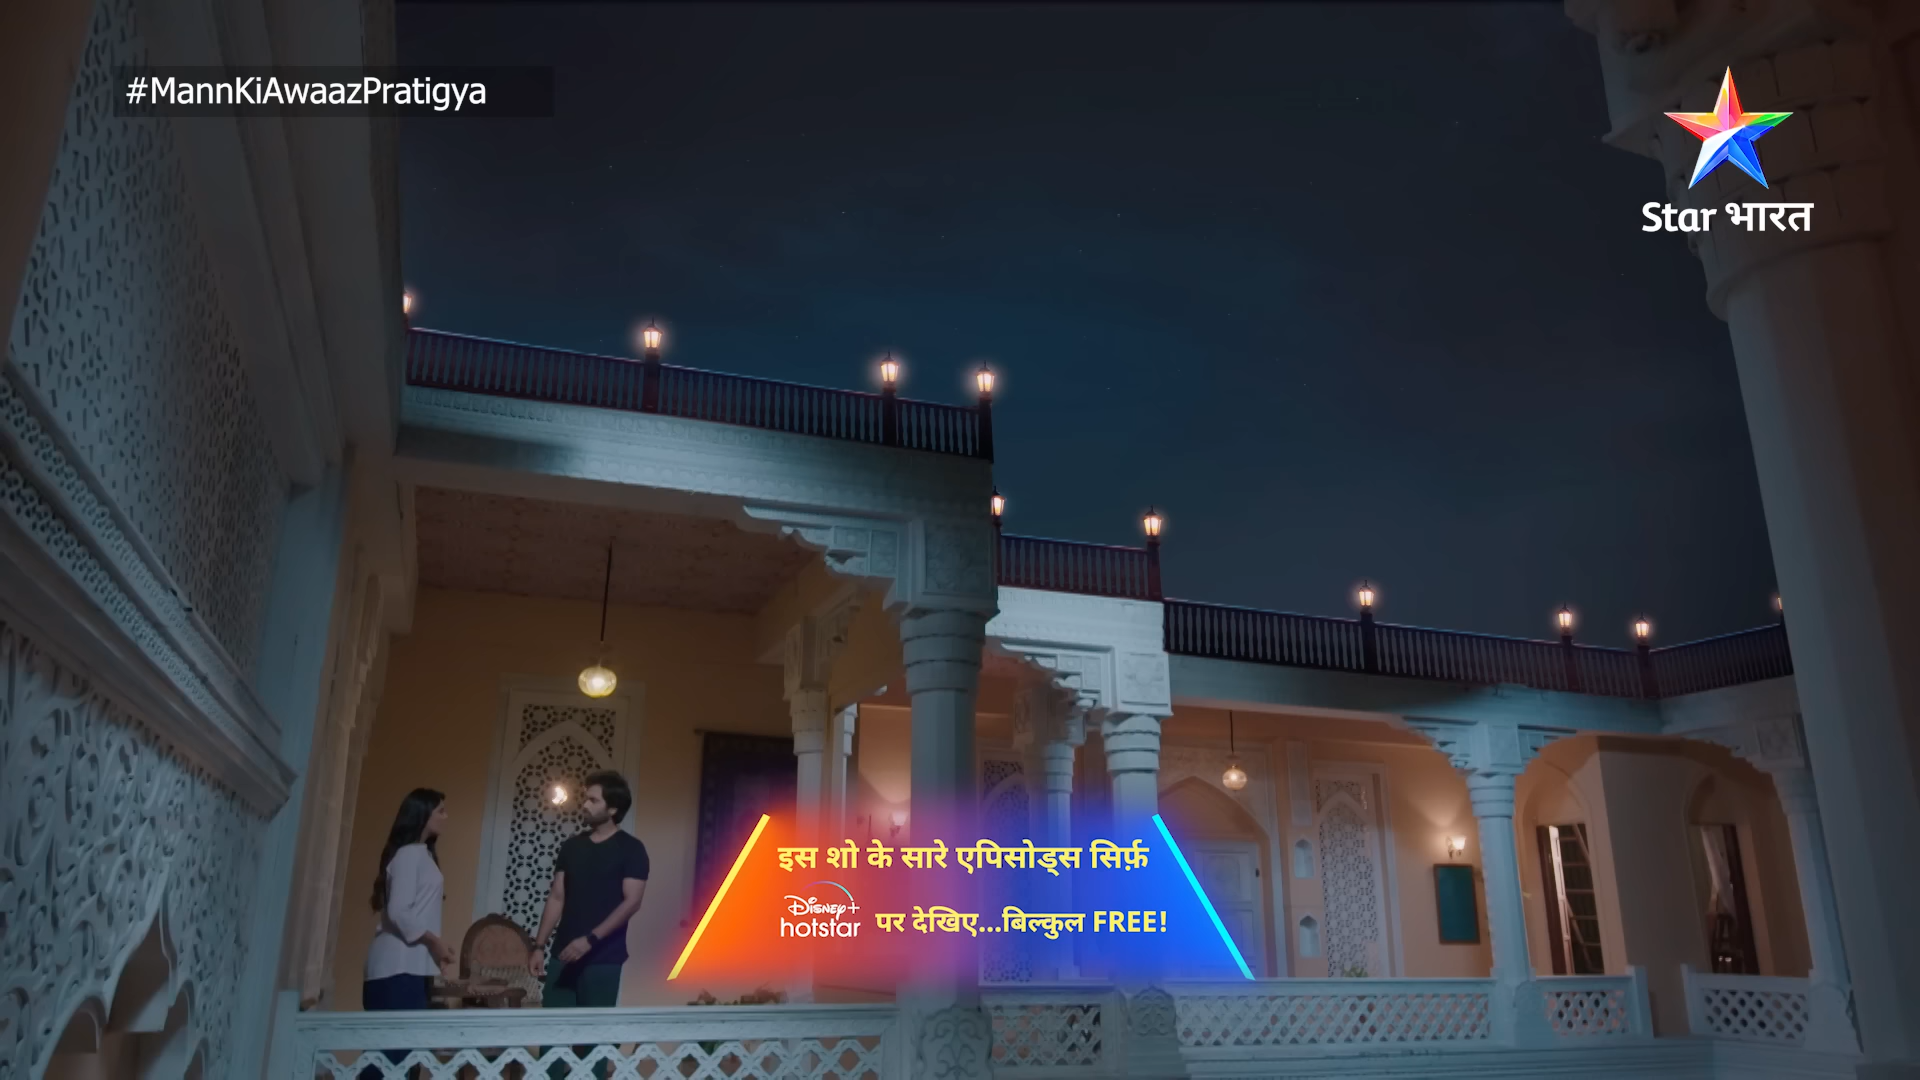 #MannKiAwaazPratigya
Star भारत
इस शो के सारे एपिसोड्स सिर्फ़
Disney+ hotstar पर देखिए...बिल्कुल FREE!